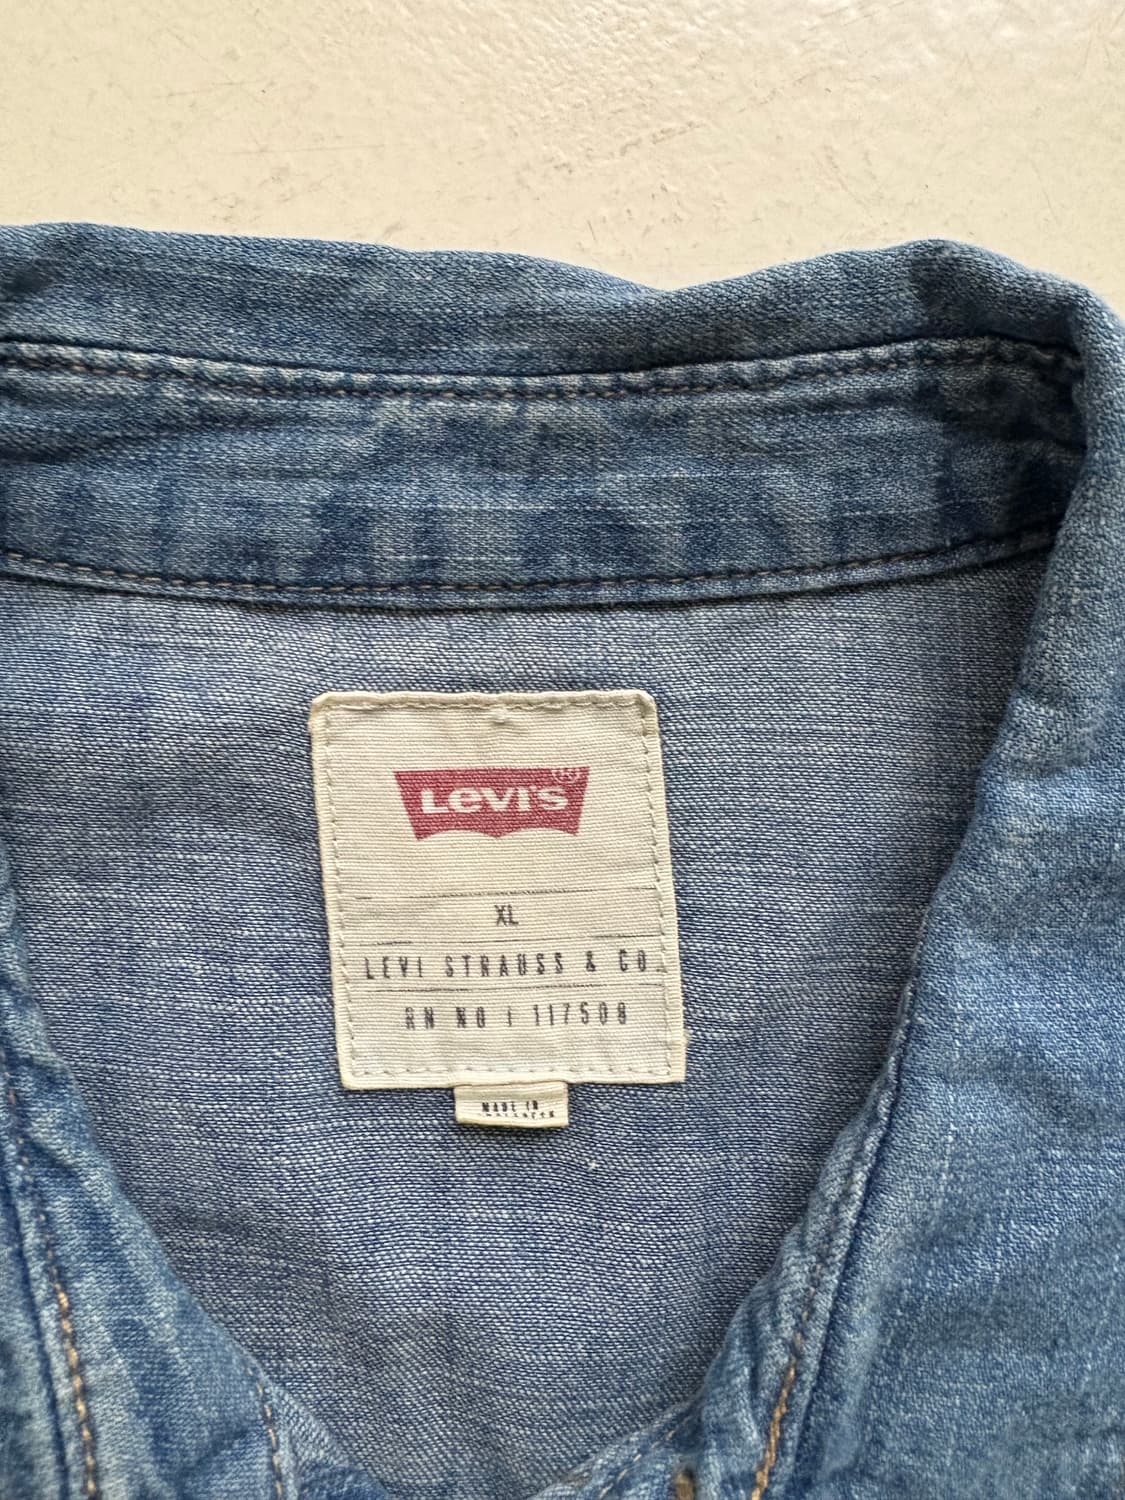 LEVI'S
XL
LEVI STRAUSS & CO.
RN NO : 117508
MADE IN